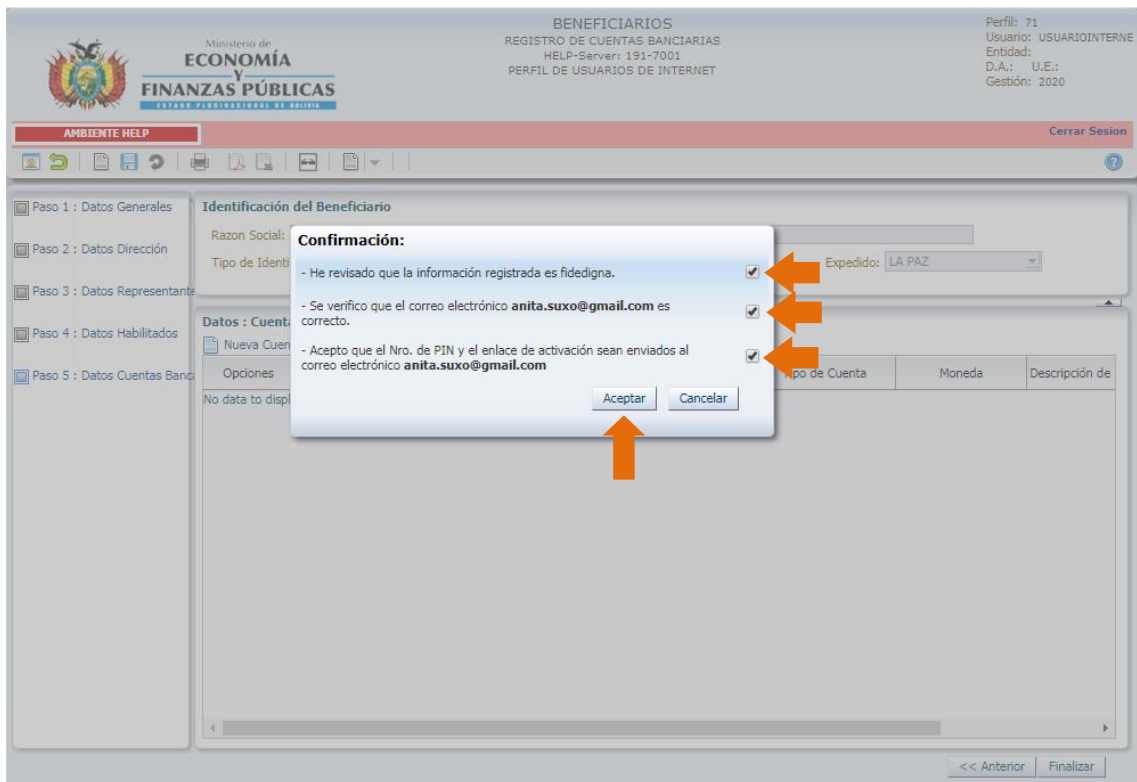 Ministerio de
ECONOMÍA
Y
FINANZAS PÚBLICAS
ESTADO PLURINACIONAL DE BOLIVIA
BENEFICIARIOS
REGISTRO DE CUENTAS BANCIARIAS
HELP-Server: 191-7001
PERFIL DE USUARIOS DE INTERNET
Perfil: 71
Usuario: USUARIOINTERNE
Entidad:
D.A.: U.E.:
Gestión: 2020
AMBIENTE HELP
Cerrar Sesion
Paso 1 : Datos Generales
Paso 2 : Datos Dirección
Paso 3 : Datos Representante
Paso 4 : Datos Habilitados
Paso 5 : Datos Cuentas Banca
Identificación del Beneficiario
Razon Social:
Tipo de Identi
Expedido: LA PAZ
Confirmación:
- He revisado que la información registrada es fidedigna.
- Se verifico que el correo electrónico anita.suxo@gmail.com es
correcto.
- Acepto que el Nro. de PIN y el enlace de activación sean enviados al
correo electrónico anita.suxo@gmail.com
Aceptar Cancelar
Datos : Cuent
Nueva Cuen
Opciones
Tipo de Cuenta Moneda Descripción de
No data to displ
<< Anterior Finalizar